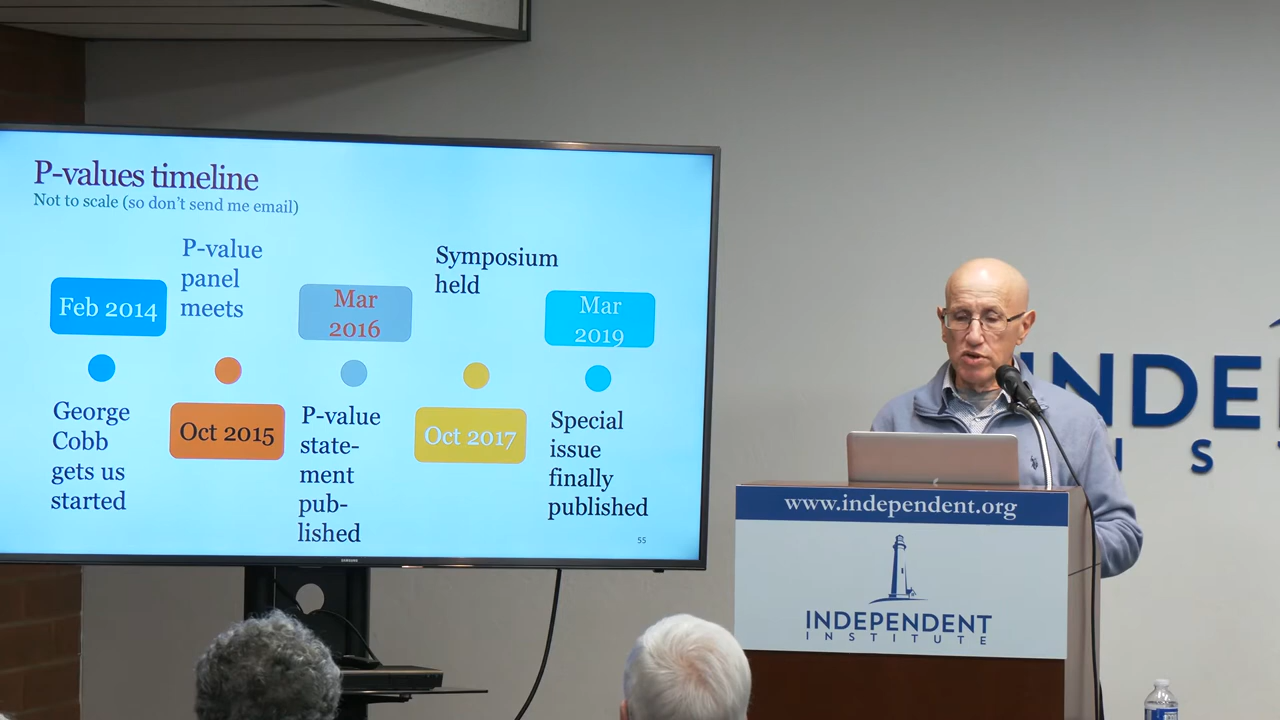 P-values timeline
Not to scale (so don't send me email)
Feb 2014
George
Cobb
gets us
started
P-value
panel
meets
Oct 2015
Mar
2016
P-value
state-
ment
pub-
lished
Symposium
held
Oct 2017
Mar
2019
Special
issue
finally
published
55
SAMSUNG
www.independent.org
INDEPENDENT
INSTITUTE
INDE